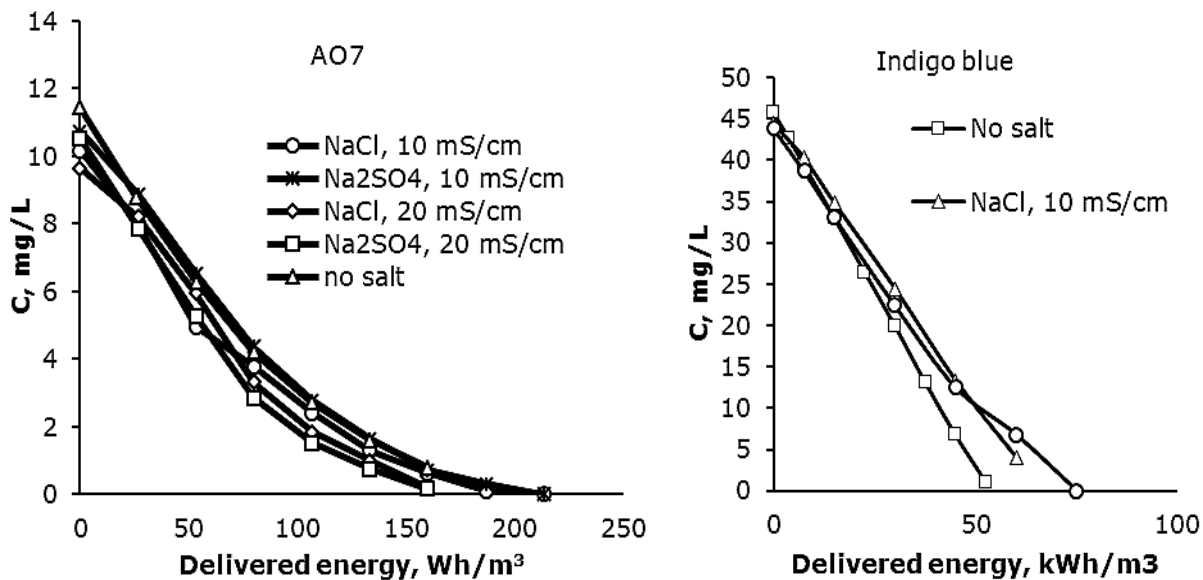 AO7
C, mg/L
14
12
10
8
6
4
2
0
NaCl, 10 mS/cm
Na2SO4, 10 mS/cm
NaCl, 20 mS/cm
Na2SO4, 20 mS/cm
no salt
0 50 100 150 200 250
Delivered energy, Wh/m³
Indigo blue
C, mg/L
50
45
40
35
30
25
20
15
10
5
0
No salt
NaCl, 10 mS/cm
0 50 100
Delivered energy, kWh/m3